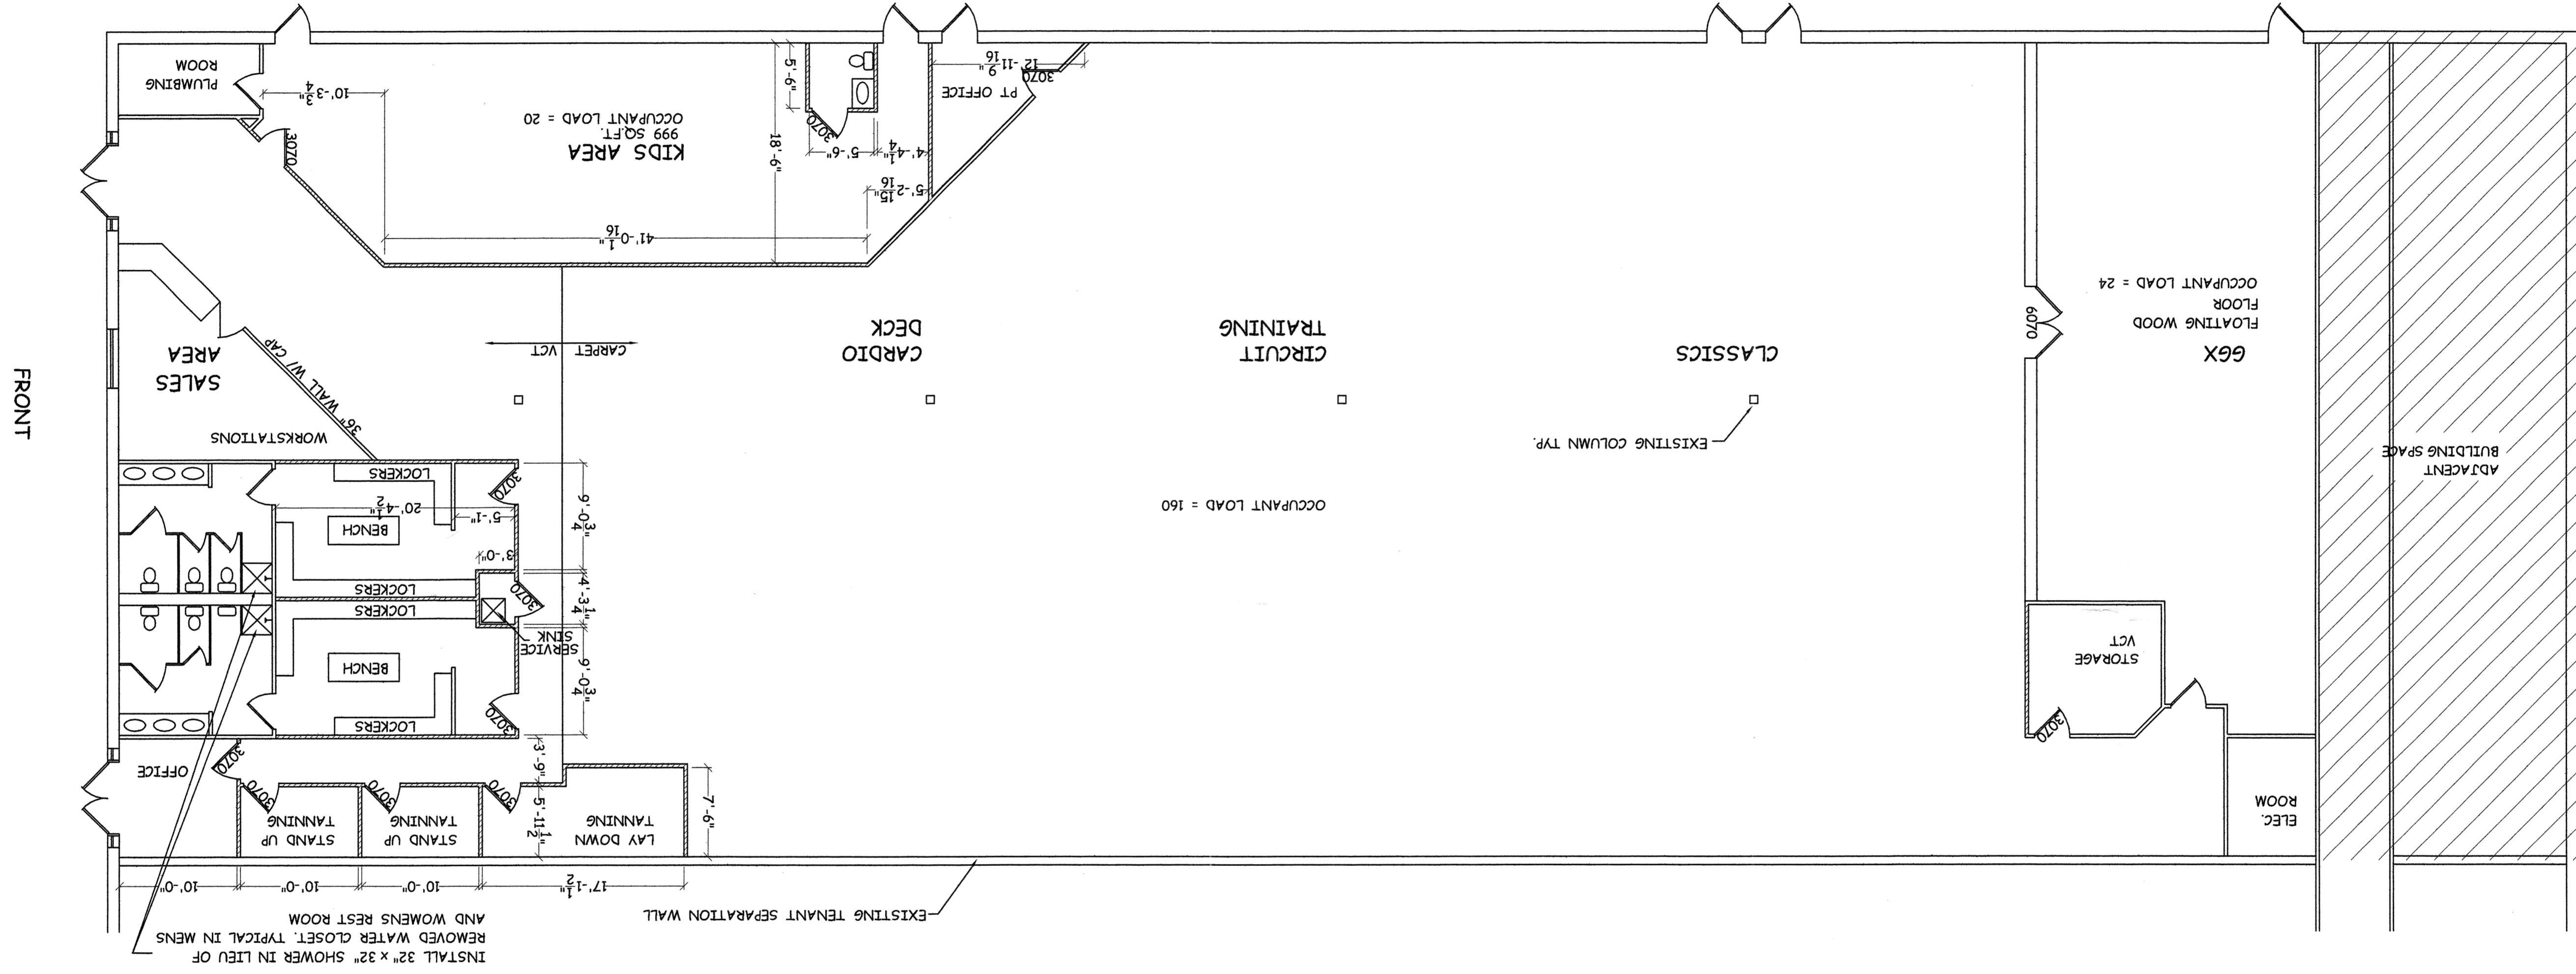 INSTALL 32" x 32" SHOWER IN LIEU OF
REMOVED WATER CLOSET. TYPICAL IN MENS
AND WOMENS REST ROOM
EXISTING TENANT SEPARATION WALL
17'-1 1/2"
10'-0"
10'-0"
10'-0"
ELEC.
ROOM
LAY DOWN
TANNING
STAND UP
TANNING
STAND UP
TANNING
7'-6"
5'-11 1/2"
3'-9"
3070
3070
3070
3070
OFFICE
3070
STORAGE
VCT
LOCKERS
3070
BENCH
9'-0 3/4"
SERVICE
SINK
LOCKERS
4'-3 1/4"
3070
LOCKERS
3'-0"
BENCH
5'-1"
20'-4 1/2"
9'-0 3/4"
3070
LOCKERS
OCCUPANT LOAD = 160
ADJACENT
BUILDING SPACE
EXISTING COLUMN TYP.
WORKSTATIONS
36" WALL W/ CAP
SALES
AREA
FRONT
GGX
FLOATING WOOD
FLOOR
OCCUPANT LOAD = 24
6070
CLASSICS
CIRCUIT
TRAINING
CARDIO
DECK
CARPET
VCT
41'-0 1/16"
5'-2 15/16"
18'-6"
4'-4 1/4"
5'-6"
KIDS AREA
999 SQ.FT.
OCCUPANT LOAD = 20
3070
3070
5'-6"
PT OFFICE
3070
12'-11 9/16"
10'-3 3/4"
PLUMBING
ROOM